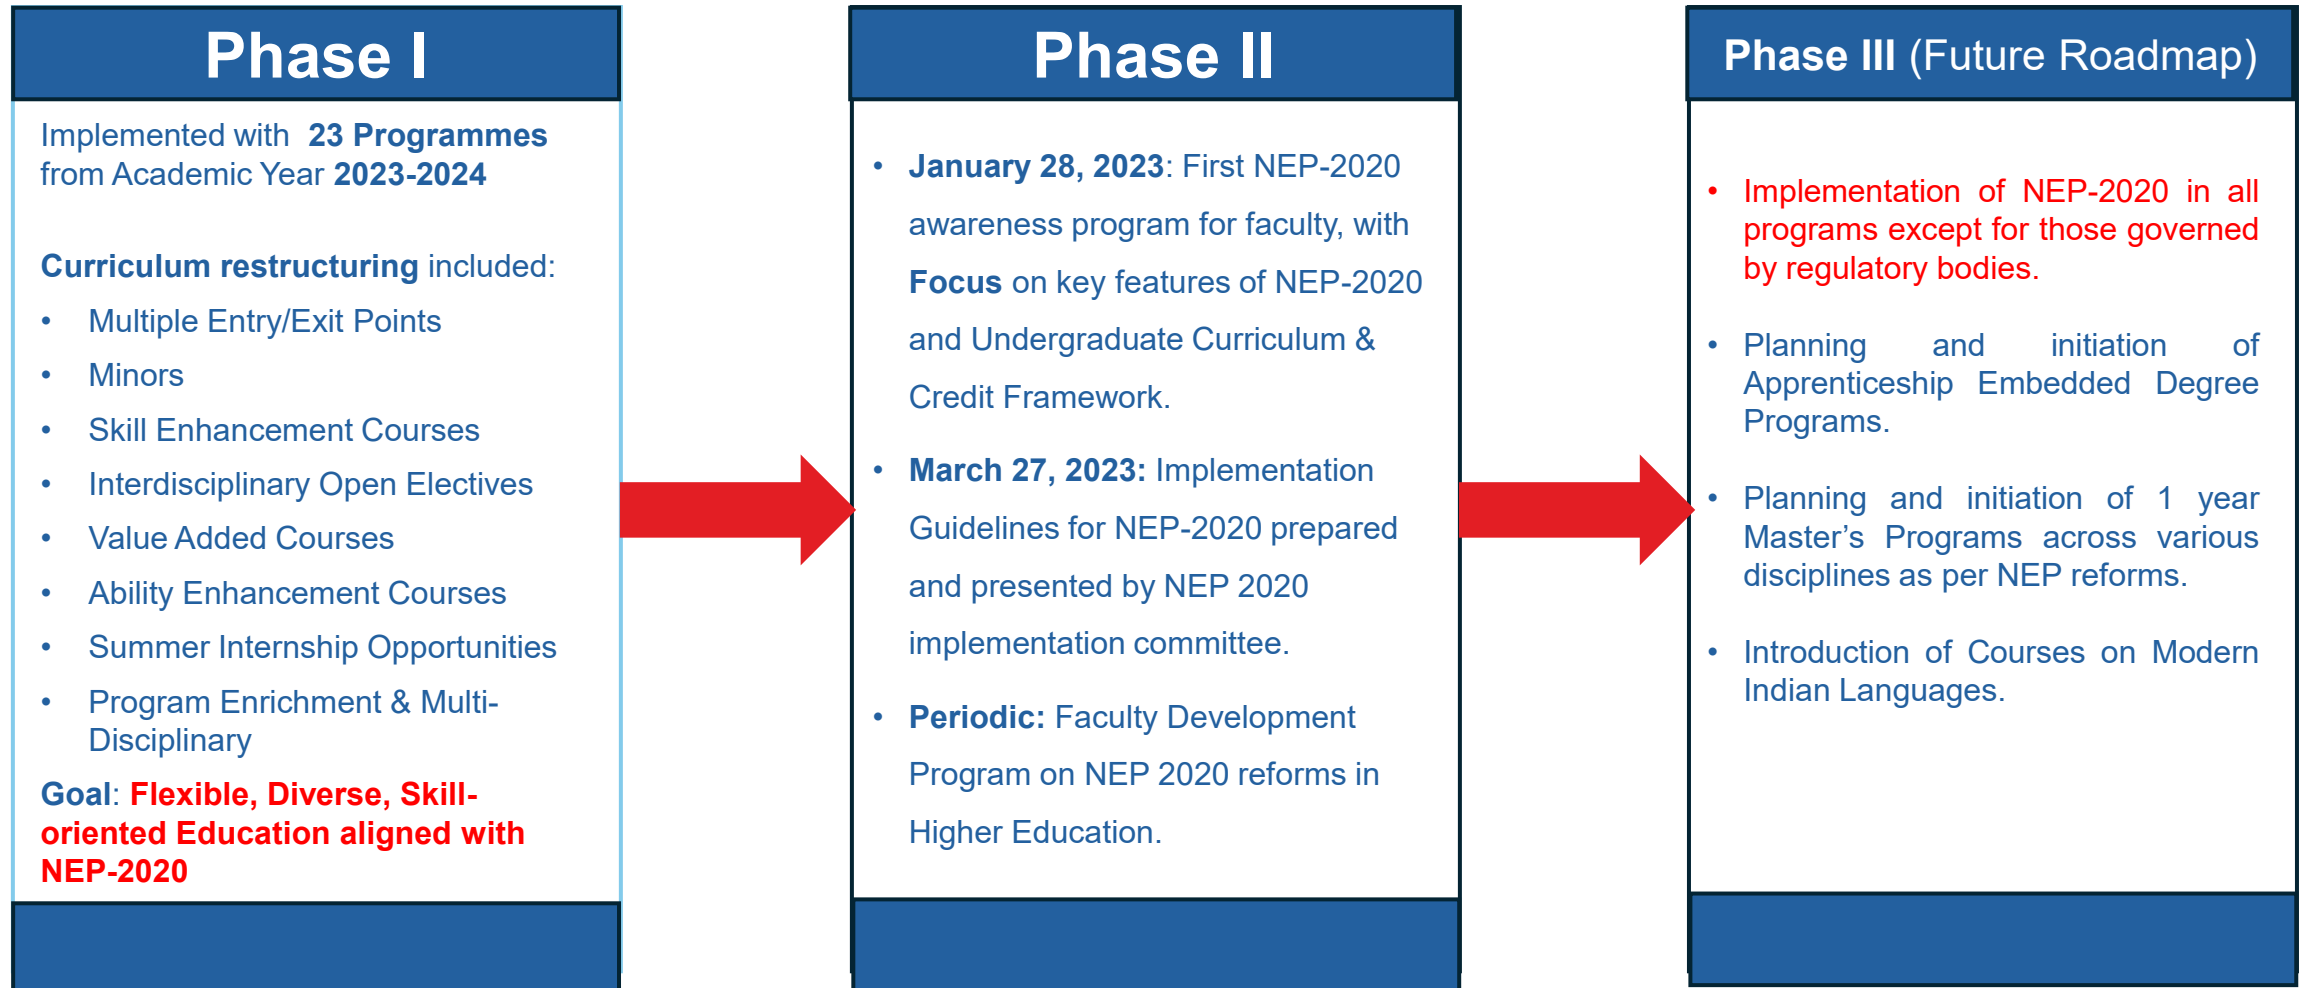 Phase I
Implemented with 23 Programmes
from Academic Year 2023-2024
Curriculum restructuring included:
• Multiple Entry/Exit Points
• Minors
• Skill Enhancement Courses
• Interdisciplinary Open Electives
• Value Added Courses
• Ability Enhancement Courses
• Summer Internship Opportunities
• Program Enrichment & Multi-
Disciplinary
Goal: Flexible, Diverse, Skill-
oriented Education aligned with
NEP-2020
Phase II
• January 28, 2023: First NEP-2020
awareness program for faculty, with
Focus on key features of NEP-2020
and Undergraduate Curriculum &
Credit Framework.
• March 27, 2023: Implementation
Guidelines for NEP-2020 prepared
and presented by NEP 2020
implementation committee.
• Periodic: Faculty Development
Program on NEP 2020 reforms in
Higher Education.
Phase III (Future Roadmap)
• Implementation of NEP-2020 in all
programs except for those governed
by regulatory bodies.
• Planning and initiation of
Apprenticeship Embedded Degree
Programs.
• Planning and initiation of 1 year
Master’s Programs across various
disciplines as per NEP reforms.
• Introduction of Courses on Modern
Indian Languages.